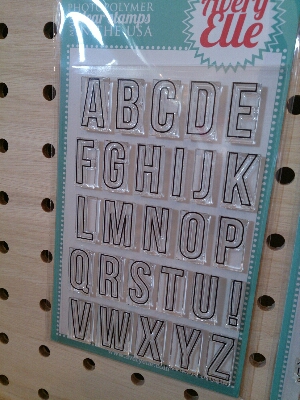 PHOTOPOLYMER
clear stamps
THE USA
Avery
Elle
ABCDE
FGHIJK
LMNOP
QRSTU!
VWXYZ